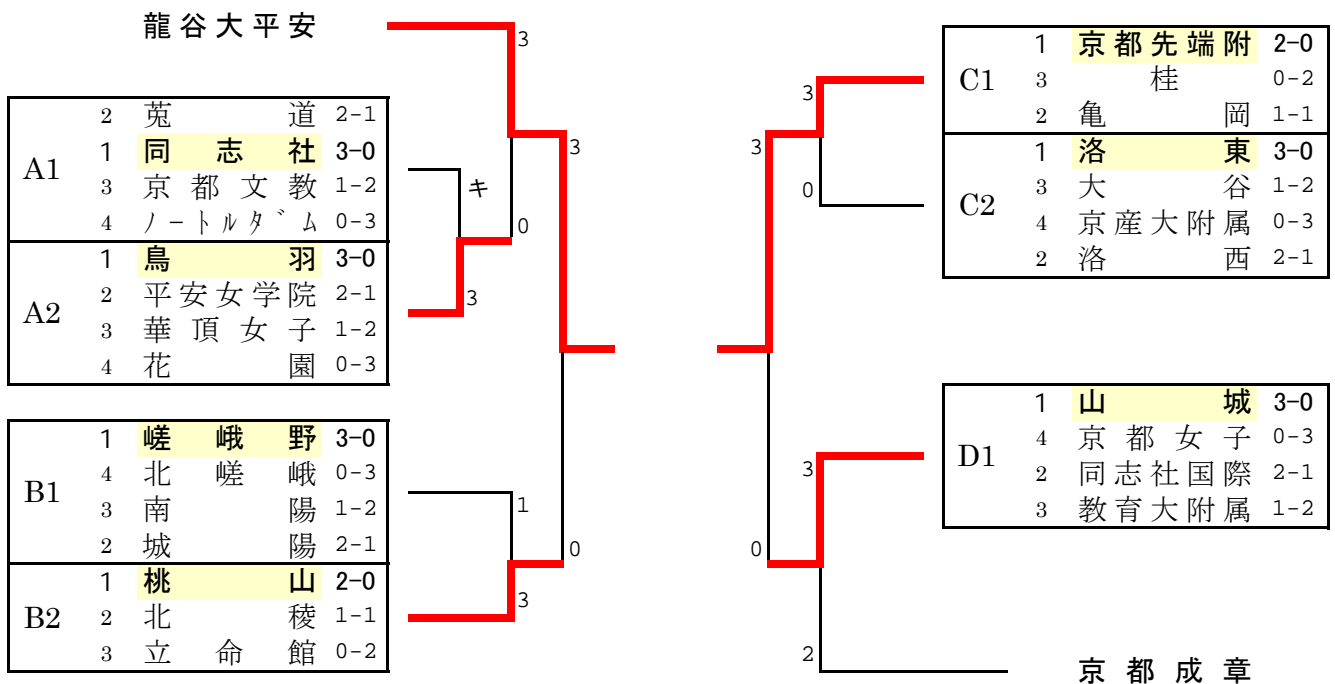 龍谷大平安
A1
2 莵道 2-1
1 同志社 3-0
3 京都文教 1-2
4 ノートルダム 0-3
A2
1 鳥羽 3-0
2 平安女学院 2-1
3 華頂女子 1-2
4 花園 0-3
B1
1 嵯峨野 3-0
4 北嵯峨 0-3
3 南陽 1-2
2 城陽 2-1
B2
1 桃山 2-0
2 北稜 1-1
3 立命館 0-2
3
キ
0
3
3
1
3
0
3
3
0
3
2
0
C1
1 京都先端附 2-0
3 桂 0-2
2 亀岡 1-1
C2
1 洛東 3-0
3 大谷 1-2
4 京産大附属 0-3
2 洛西 2-1
D1
1 山城 3-0
4 京都女子 0-3
2 同志社国際 2-1
3 教育大附属 1-2
京都成章